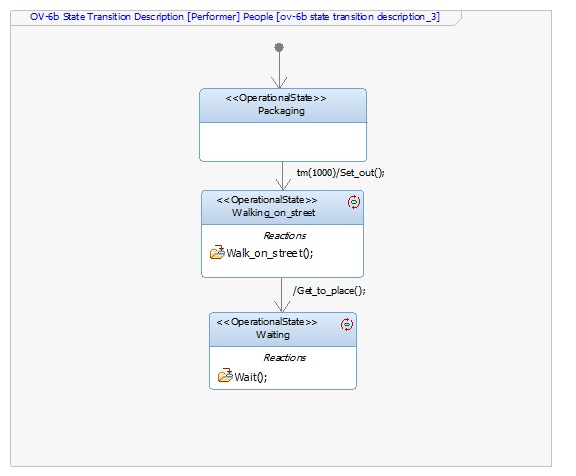 OV-6b State Transition Description [Performer] People [ov-6b state transition description_3]
<<OperationalState>>
Packaging
tm(1000)/Set_out();
<<OperationalState>>
Walking_on_street
Reactions
Walk_on_street();
/Get_to_place();
<<OperationalState>>
Waiting
Reactions
Wait();